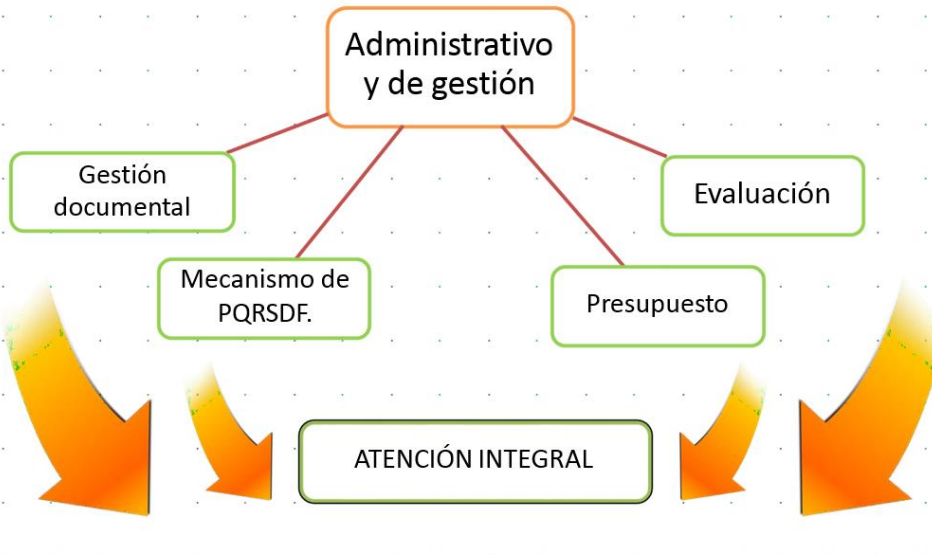 Administrativo
y de gestión
Gestión
documental
Evaluación
Mecanismo de
PQRSDF.
Presupuesto
ATENCIÓN INTEGRAL